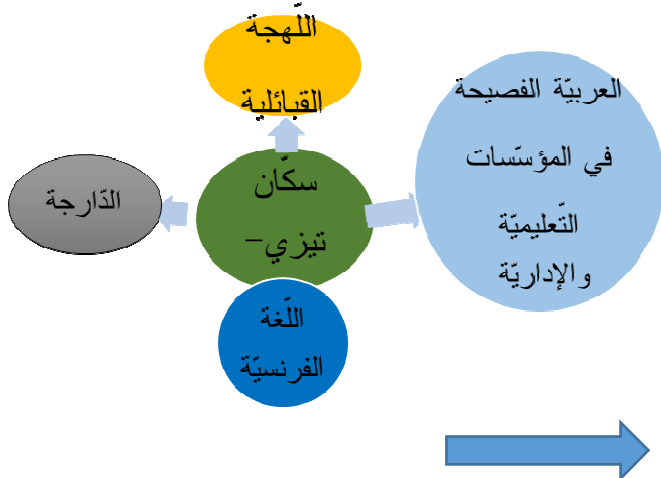 اللّهجة
القبائلية
العربيّة الفصيحة
في المؤسّسات
التّعليميّة
والإداريّة
سكّان
تيزي-
الدّارجة
اللّغة
الفرنسيّة